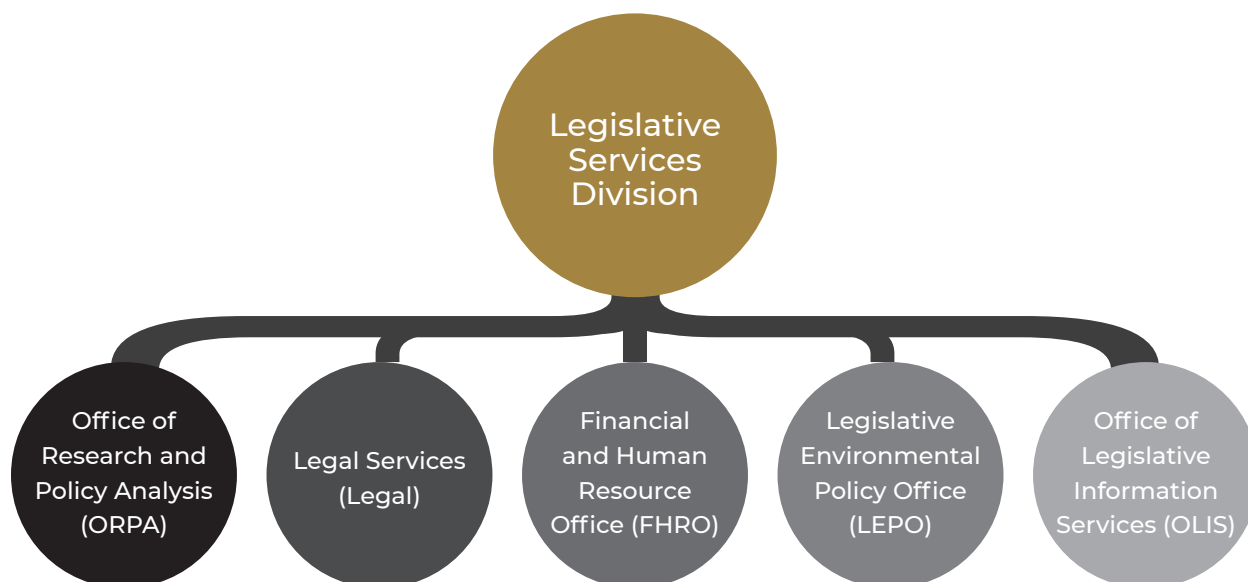 Legislative
Services
Division
Office of
Research and
Policy Analysis
(ORPA)
Legal Services
(Legal)
Financial
and Human
Resource
Office (FHRO)
Legislative
Environmental
Policy Office
(LEPO)
Office of
Legislative
Information
Services (OLIS)